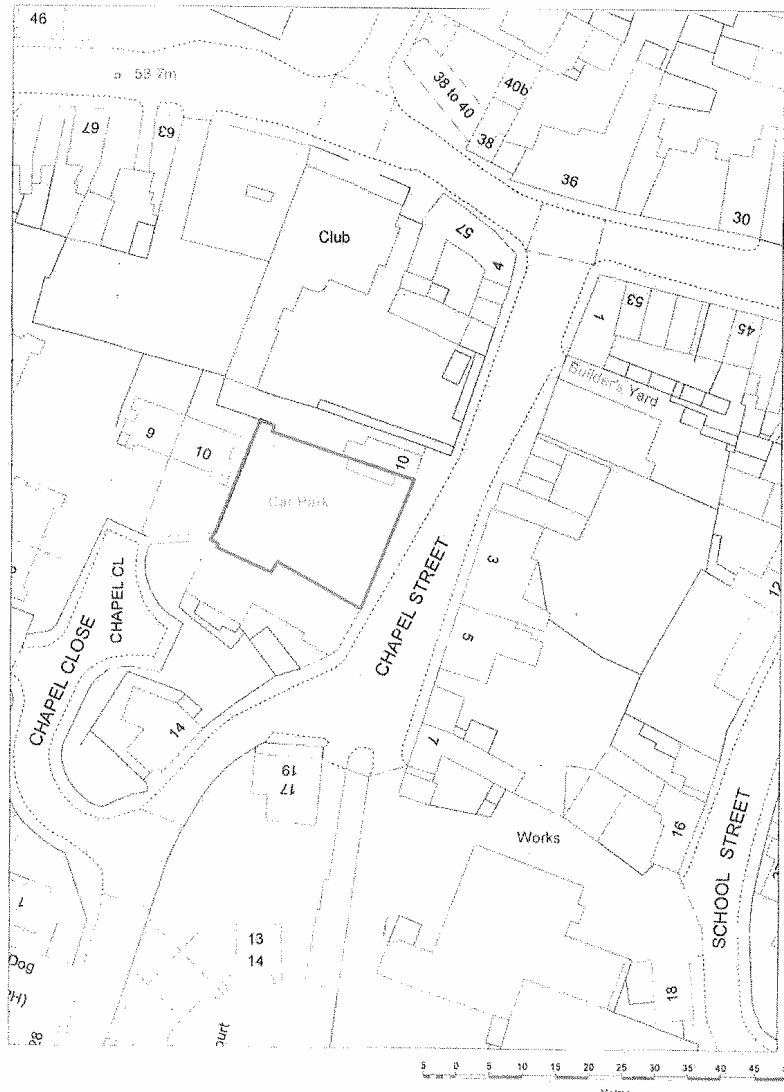 46
53.7m
67
63
38 to 40
40b
38
36
30
Club
57
4
1
53
45
Builder's Yard
9
10
10
Car Park
CHAPEL CL
CHAPEL CLOSE
CHAPEL STREET
3
5
7
12
14
19
17
Works
16
SCHOOL STREET
1
Dog
PH)
13
14
18
5 0 5 10 15 20 25 30 35 40 45